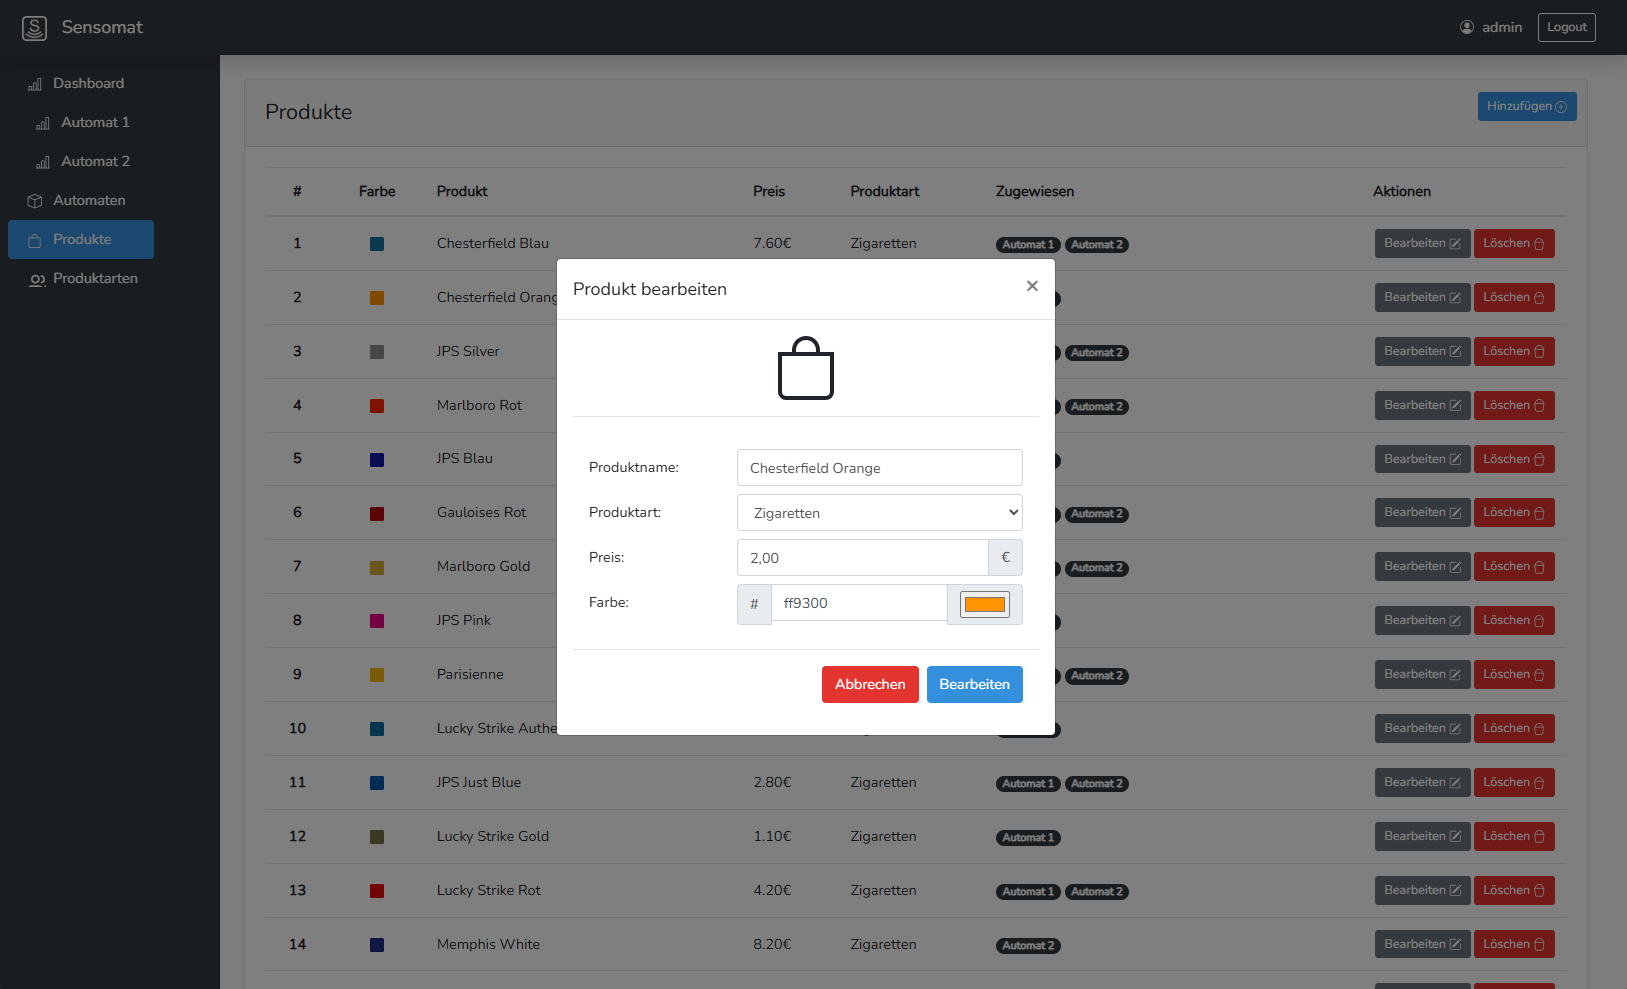 Sensomat
admin
Logout
Dashboard
Automat 1
Automat 2
Automaten
Produkte
Produktarten
Produkte
Hinzufügen
# Farbe Produkt Preis Produktart Zugewiesen Aktionen
1 Chesterfield Blau 7.60€ Zigaretten Automat 1 Automat 2 Bearbeiten Löschen
2 Chesterfield Orang Bearbeiten Löschen
3 JPS Silver Automat 2 Bearbeiten Löschen
4 Marlboro Rot Automat 2 Bearbeiten Löschen
5 JPS Blau Bearbeiten Löschen
6 Gauloises Rot Automat 2 Bearbeiten Löschen
7 Marlboro Gold Automat 2 Bearbeiten Löschen
8 JPS Pink Bearbeiten Löschen
9 Parisienne Automat 2 Bearbeiten Löschen
10 Lucky Strike Authe Bearbeiten Löschen
11 JPS Just Blue 2.80€ Zigaretten Automat 1 Automat 2 Bearbeiten Löschen
12 Lucky Strike Gold 1.10€ Zigaretten Automat 1 Bearbeiten Löschen
13 Lucky Strike Rot 4.20€ Zigaretten Automat 1 Automat 2 Bearbeiten Löschen
14 Memphis White 8.20€ Zigaretten Automat 2 Bearbeiten Löschen
Produkt bearbeiten ×
Produktname: Chesterfield Orange
Produktart: Zigaretten
Preis: 2,00 €
Farbe: # ff9300
Abbrechen Bearbeiten